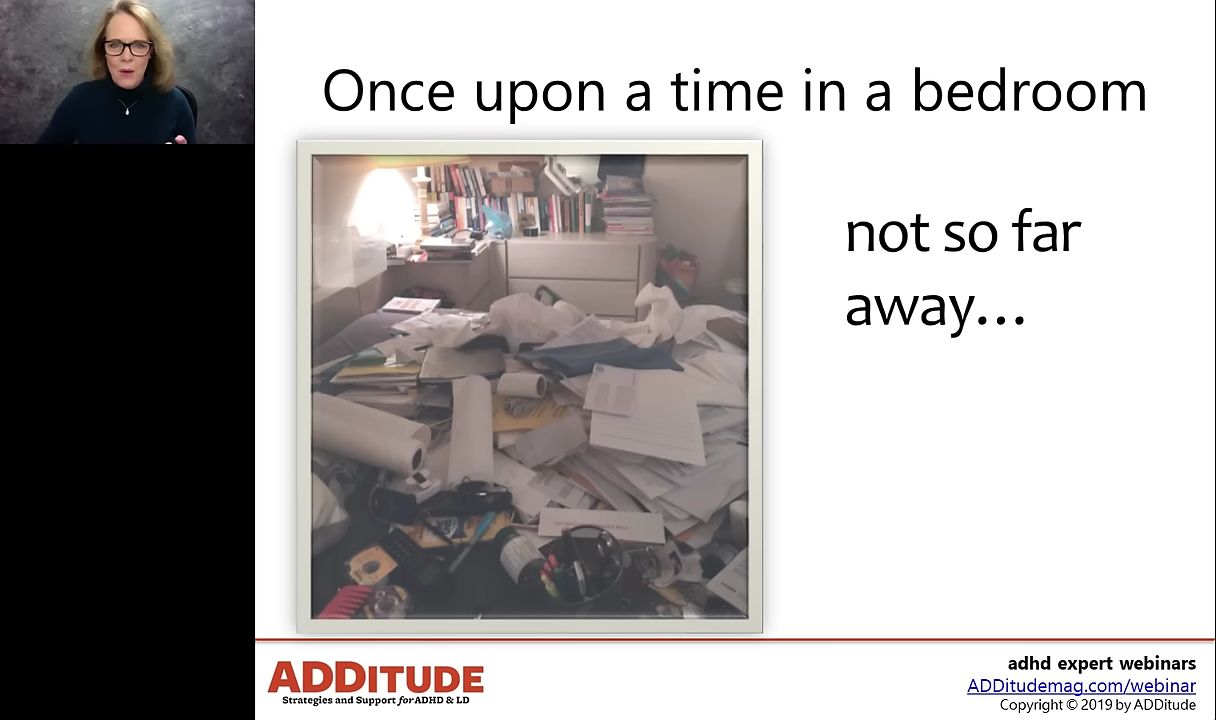 Once upon a time in a bedroom
not so far
away...
ADDITUDE
Strategies and Support for ADHD & LD
adhd expert webinars
ADDitudemag.com/webinar
Copyright © 2019 by ADDitude